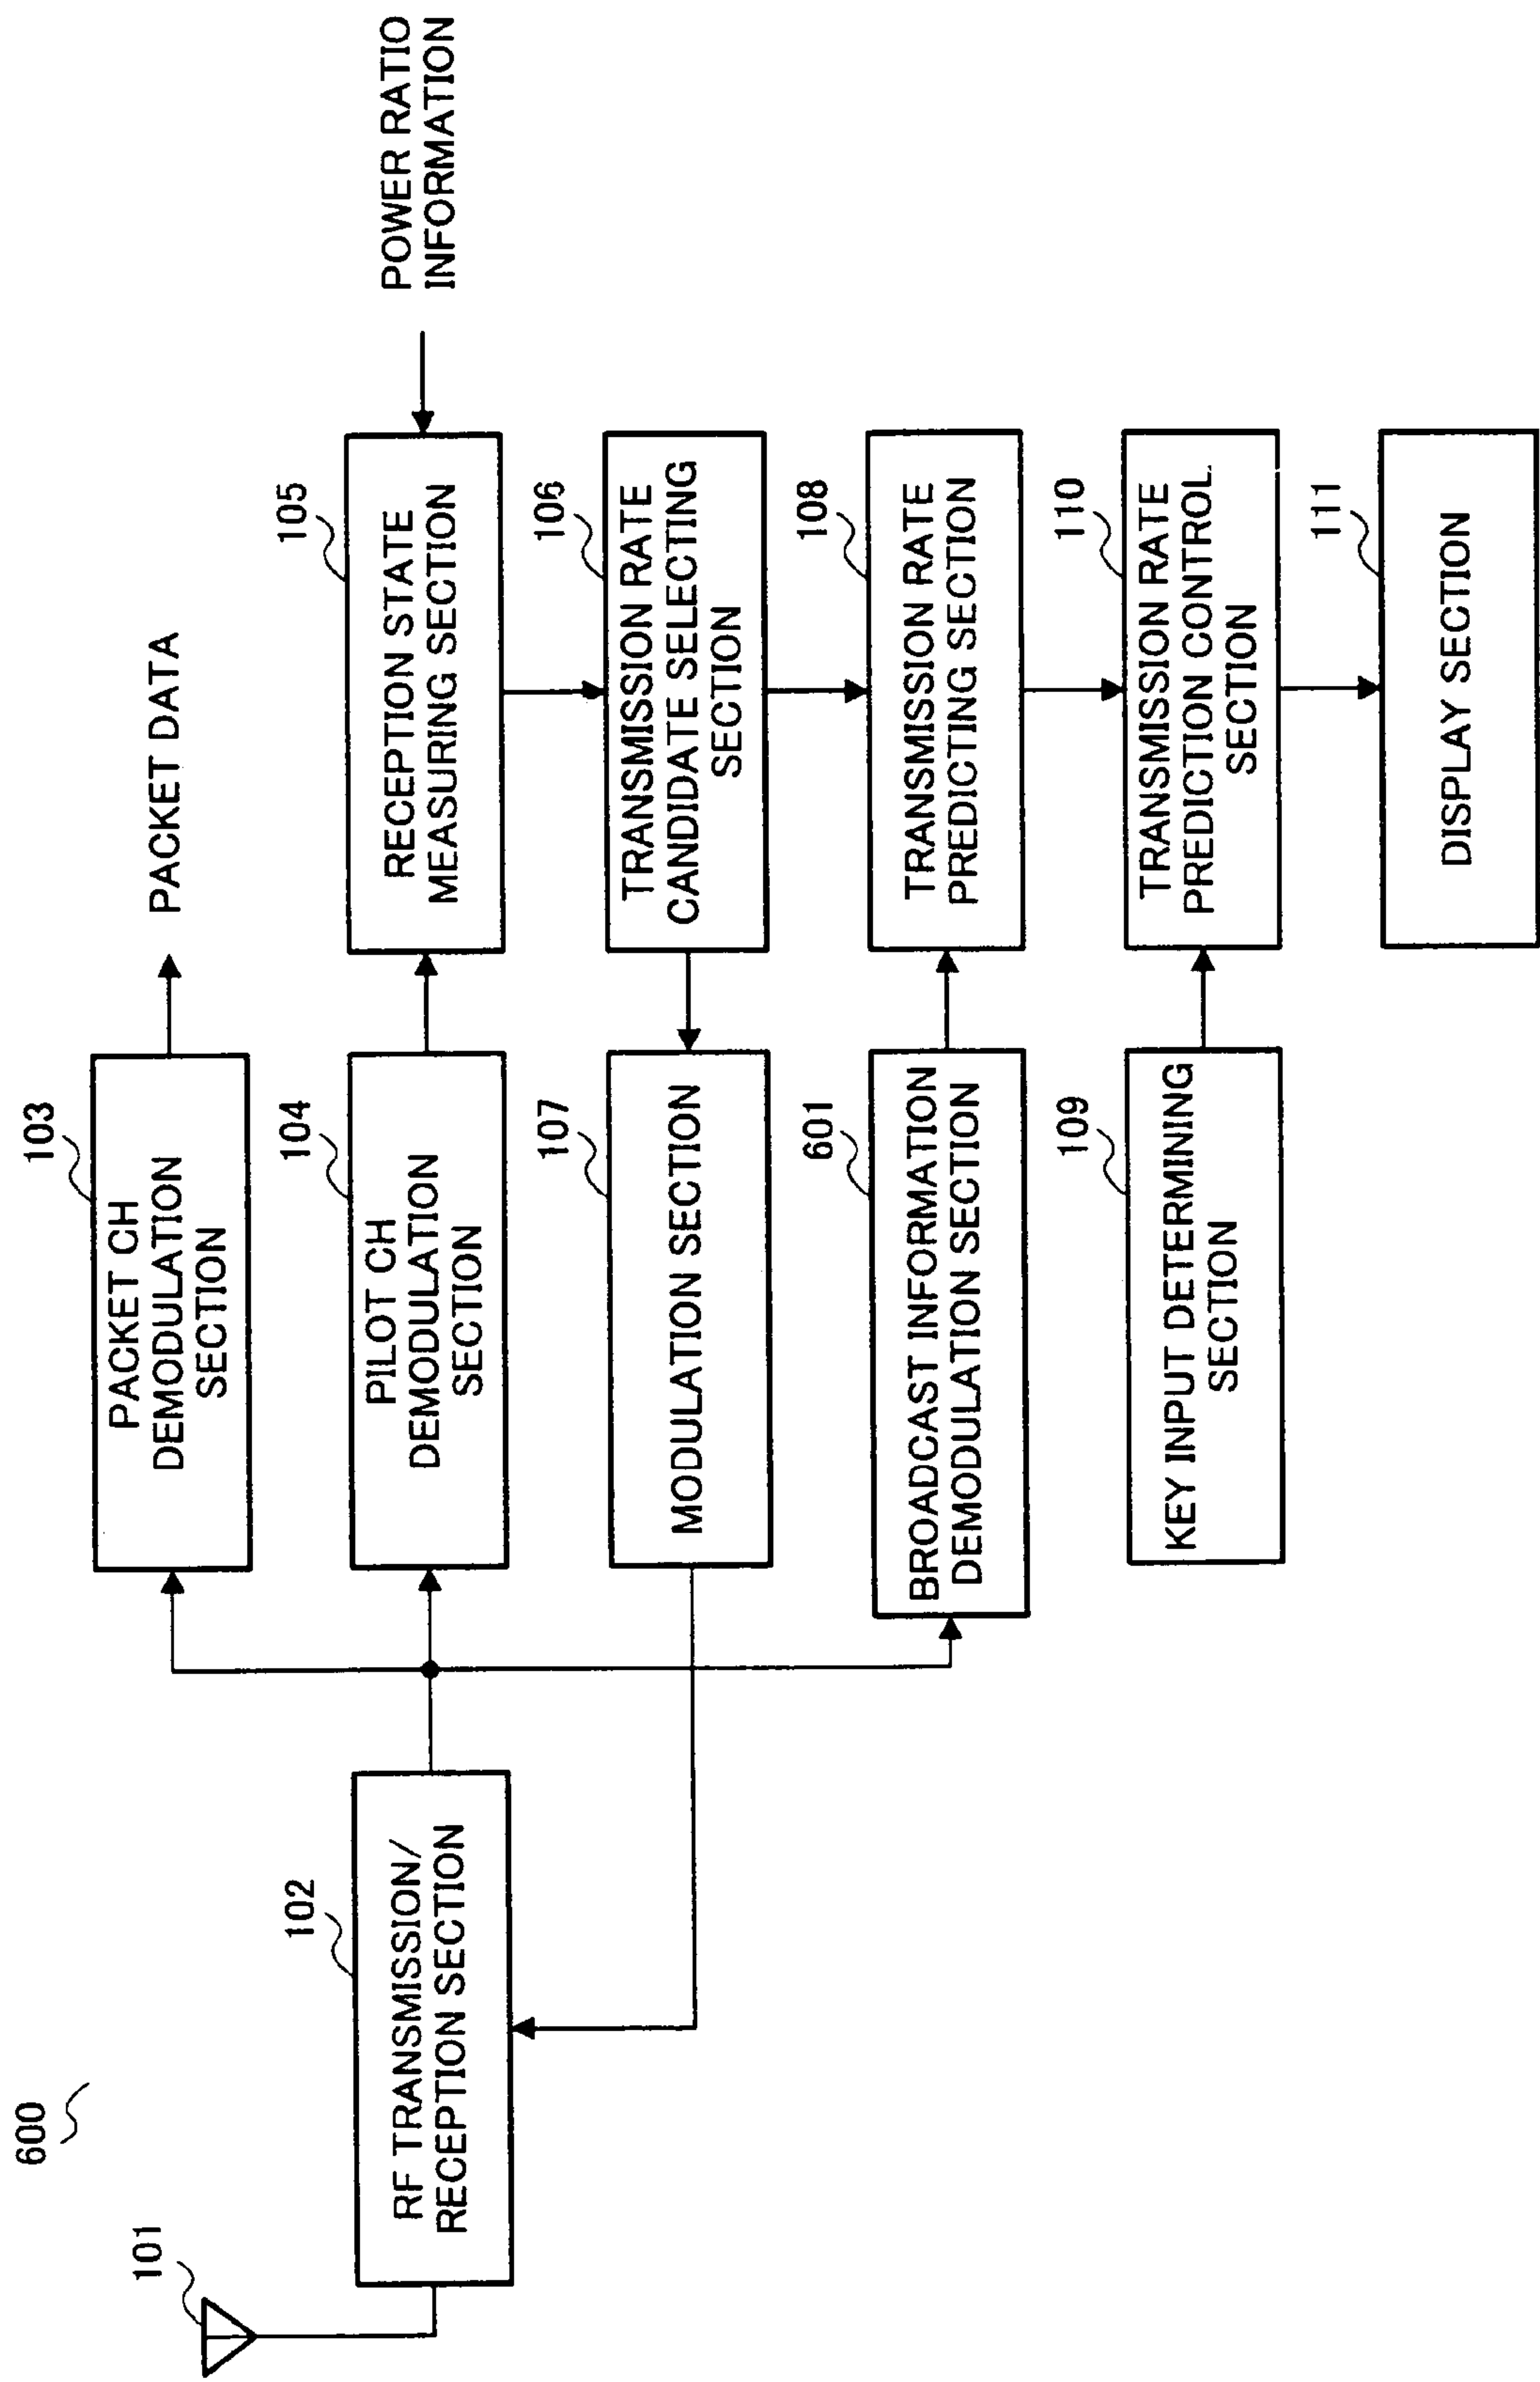 600
101
102
RF TRANSMISSION/
RECEPTION SECTION
103
PACKET CH
DEMODULATION
SECTION
PACKET DATA
104
PILOT CH
DEMODULATION
SECTION
105
RECEPTION STATE
MEASURING SECTION
POWER RATIO
INFORMATION
107
MODULATION SECTION
106
TRANSMISSION RATE
CANDIDATE SELECTING
SECTION
601
BROADCAST INFORMATION
DEMODULATION SECTION
108
TRANSMISSION RATE
PREDICTING SECTION
109
KEY INPUT DETERMINING
SECTION
110
TRANSMISSION RATE
PREDICTION CONTROL
SECTION
111
DISPLAY SECTION